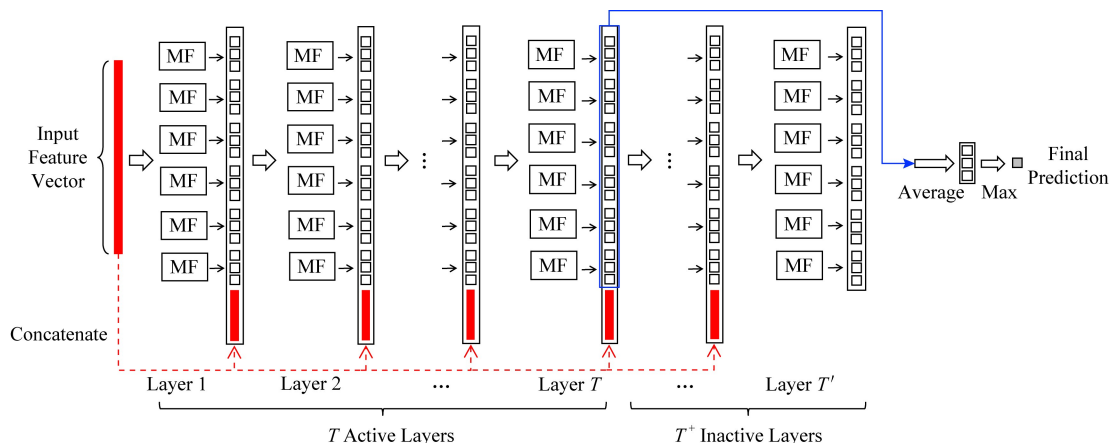 MF MF MF MF
MF MF MF MF
MF MF MF MF
MF MF MF MF
MF MF MF MF
MF MF MF MF
Input
Feature
Vector
...
...
Average
Max
Final
Prediction
Concatenate
Layer 1 Layer 2 ... Layer T ... Layer T′
T Active Layers T⁺ Inactive Layers